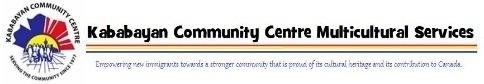 KABABAYAN COMMUNITY CENTRE
SERVING THE COMMUNITY SINCE 1977
Kababayan Community Centre Multicultural Services
Empowering new immigrants towards a stronger community that is proud of its cultural heritage and its contribution to Canada.